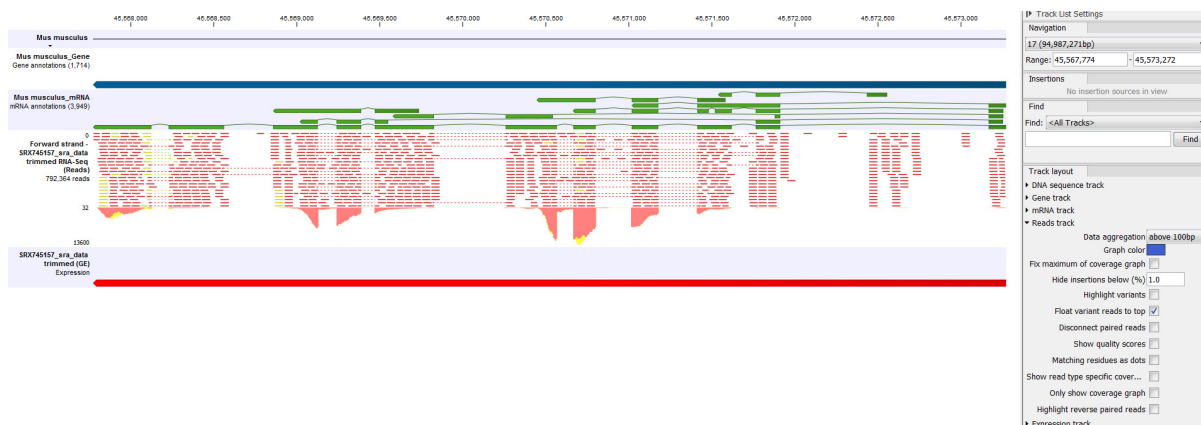 45,568,000 45,568,500 45,569,000 45,569,500 45,570,000 45,570,500 45,571,000 45,571,500 45,572,000 45,572,500 45,573,000
Mus musculus
Mus musculus_Gene
Gene annotations (1,714)
Mus musculus_mRNA
mRNA annotations (3,949)
0
Forward strand -
SRX745157_sra_data
trimmed RNA-Seq
(Reads)
792,364 reads
32
13600
SRX745157_sra_data
trimmed (GE)
Expression
Track List Settings
Navigation
17 (94,987,271bp)
Range: 45,567,774 - 45,573,272
Insertions
No insertion sources in view
Find
Find: <All Tracks>
Find
Track layout
DNA sequence track
Gene track
mRNA track
Reads track
Data aggregation above 100bp
Graph color
Fix maximum of coverage graph
Hide insertions below (%) 1.0
Highlight variants
Float variant reads to top
Disconnect paired reads
Show quality scores
Matching residues as dots
Show read type specific cover...
Only show coverage graph
Highlight reverse paired reads
Expression track